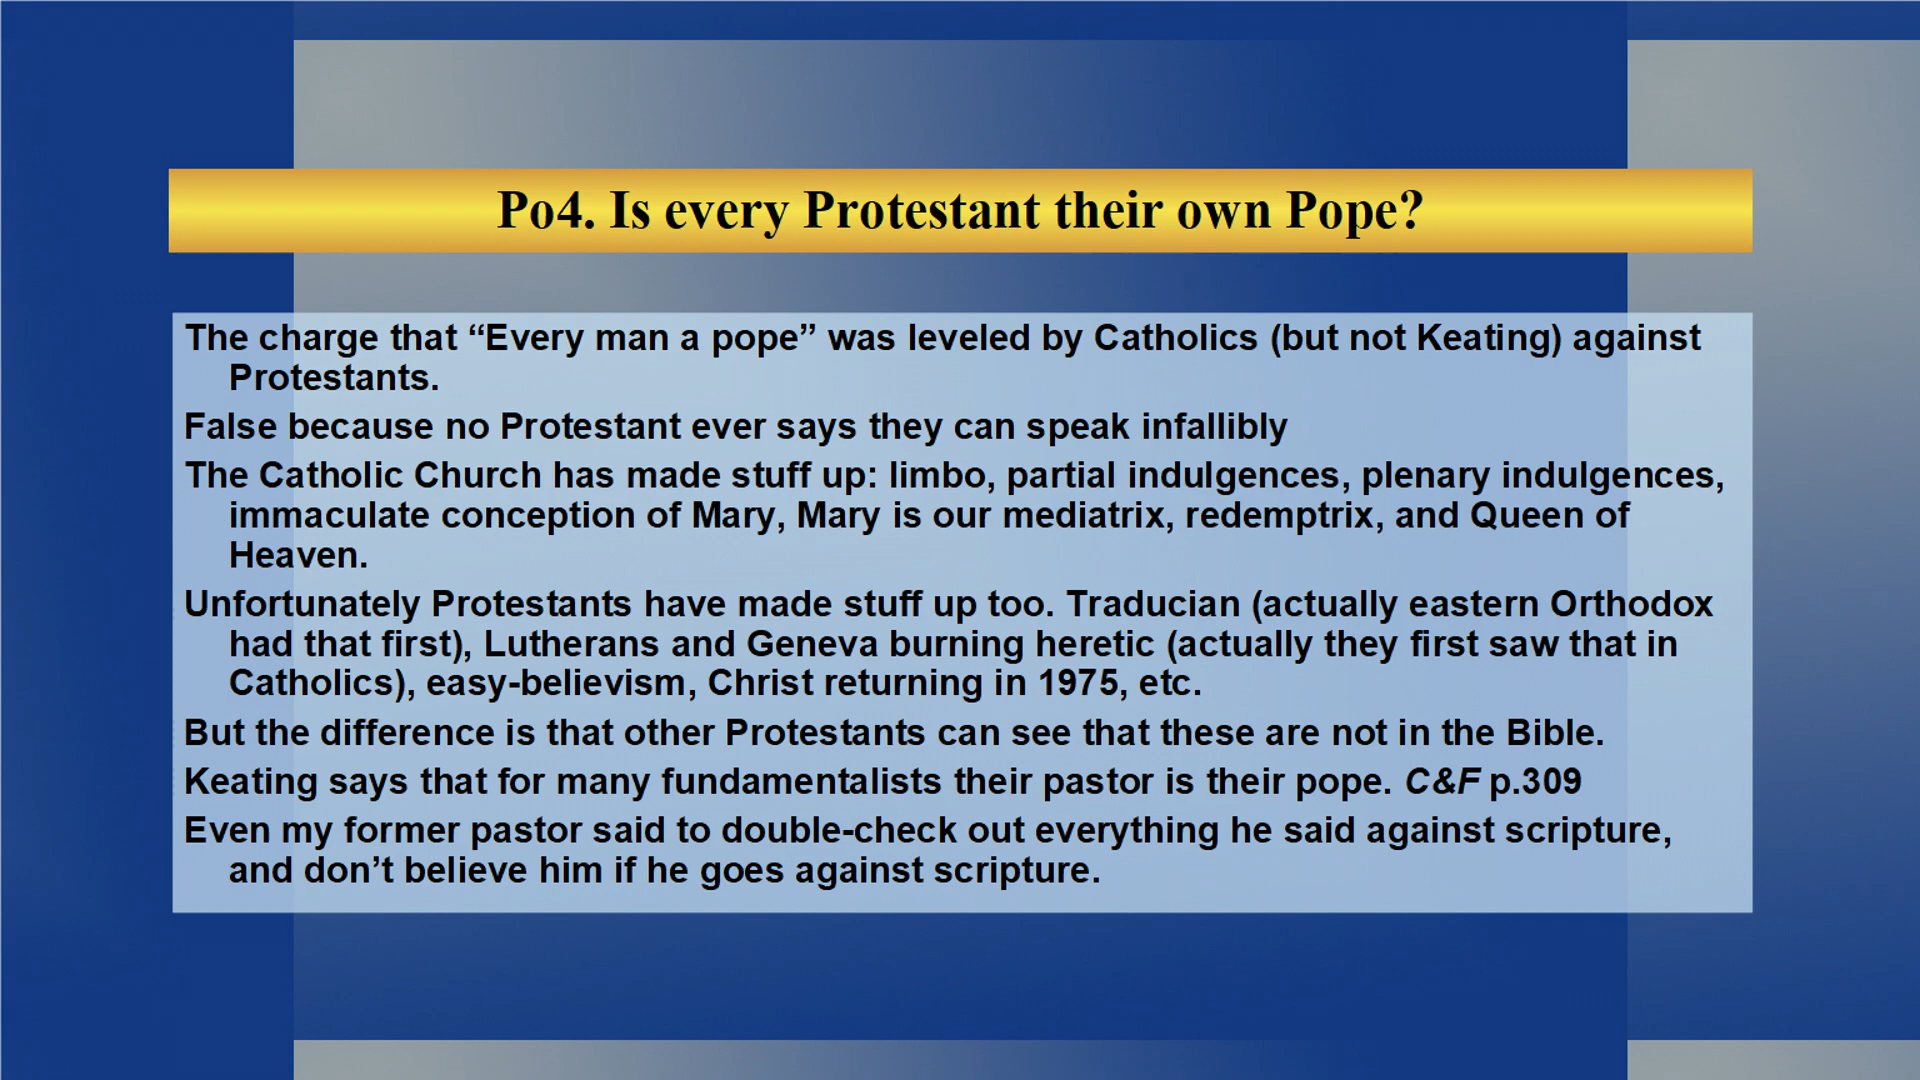 Po4. Is every Protestant their own Pope?
The charge that “Every man a pope” was leveled by Catholics (but not Keating) against
Protestants.
False because no Protestant ever says they can speak infallibly
The Catholic Church has made stuff up: limbo, partial indulgences, plenary indulgences,
immaculate conception of Mary, Mary is our mediatrix, redemptrix, and Queen of
Heaven.
Unfortunately Protestants have made stuff up too. Traducian (actually eastern Orthodox
had that first), Lutherans and Geneva burning heretic (actually they first saw that in
Catholics), easy-believism, Christ returning in 1975, etc.
But the difference is that other Protestants can see that these are not in the Bible.
Keating says that for many fundamentalists their pastor is their pope. C&F p.309
Even my former pastor said to double-check out everything he said against scripture,
and don’t believe him if he goes against scripture.